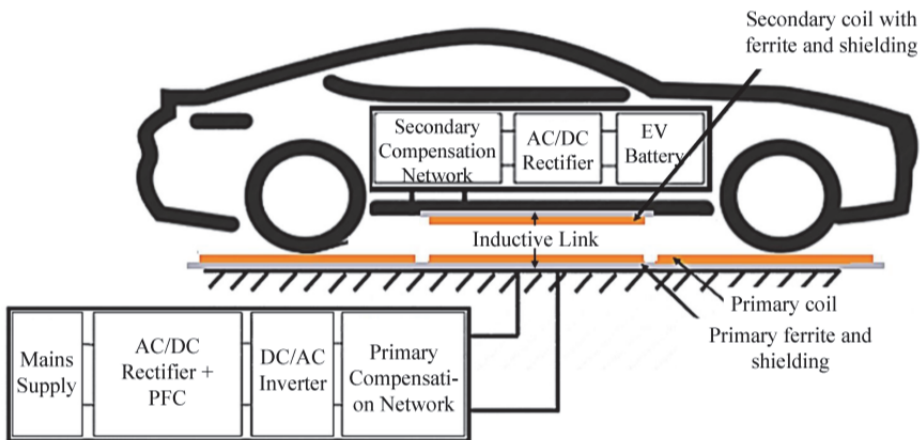 Secondary coil with
ferrite and shielding
Secondary
Compensation
Network
AC/DC
Rectifier
EV
Battery
Inductive Link
Primary coil
Primary ferrite and
shielding
Mains
Supply
AC/DC
Rectifier +
PFC
DC/AC
Inverter
Primary
Compensati-
on Network